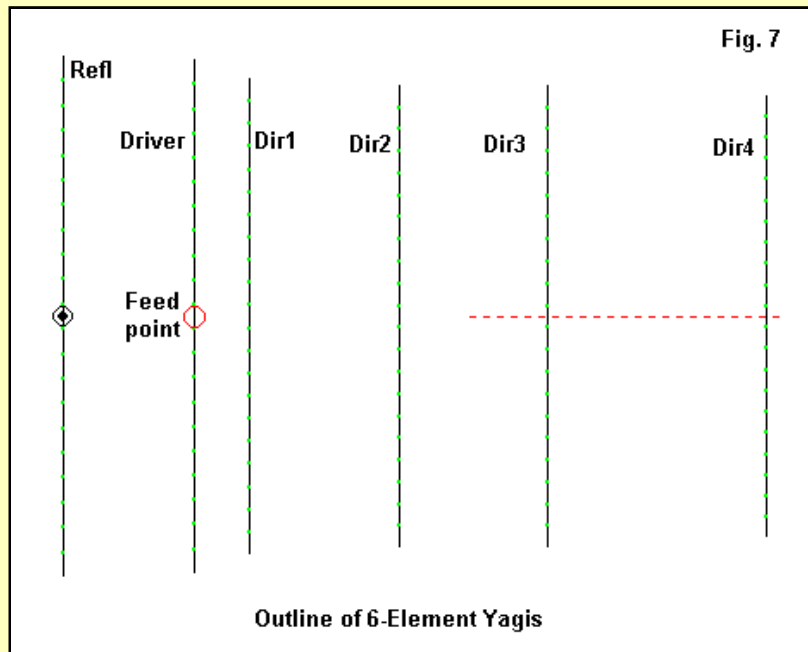 Fig. 7
Refl
Driver
Dir1
Dir2
Dir3
Dir4
Feed
point
Outline of 6-Element Yagis